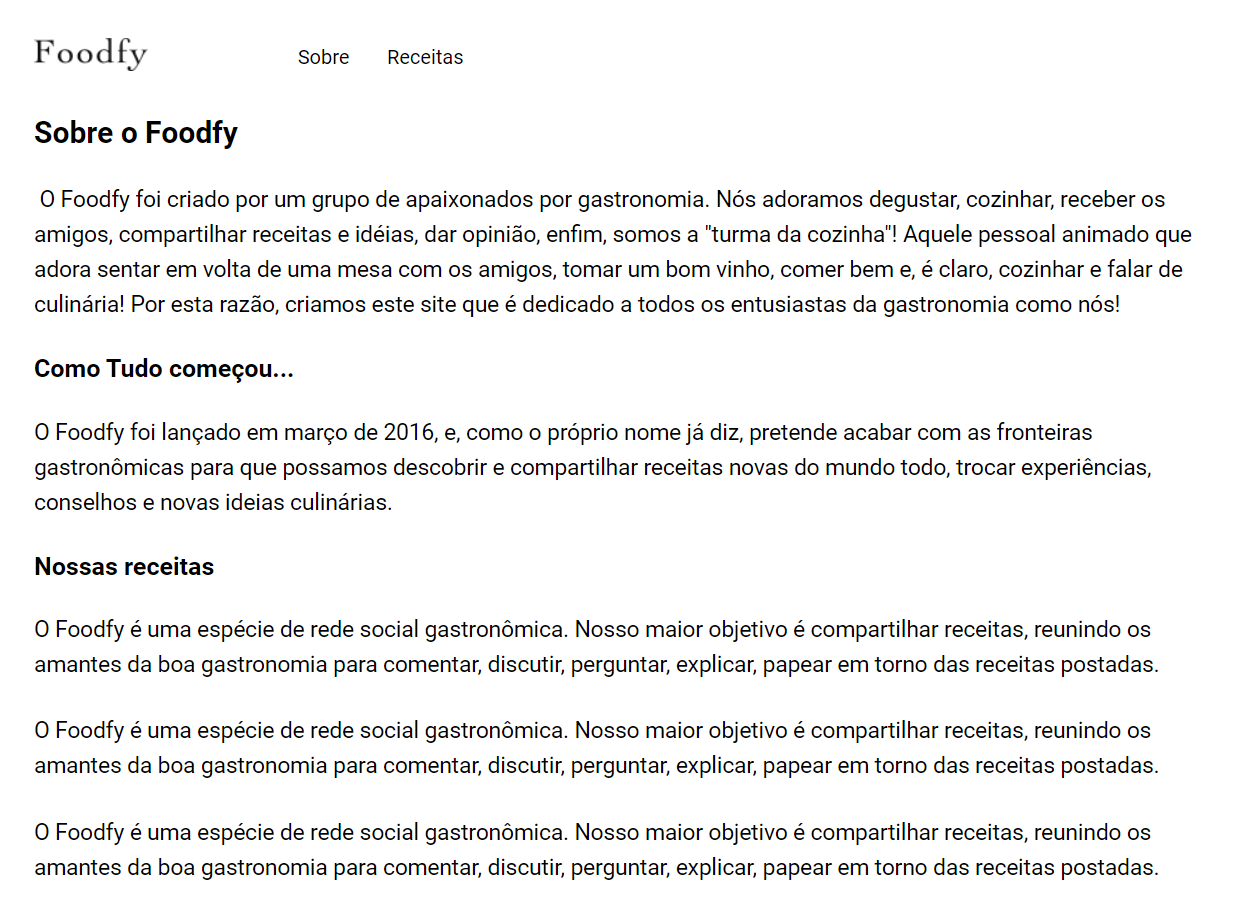 Foodfy
Sobre
Receitas
Sobre o Foodfy
O Foodfy foi criado por um grupo de apaixonados por gastronomia. Nós adoramos degustar, cozinhar, receber os
amigos, compartilhar receitas e idéias, dar opinião, enfim, somos a "turma da cozinha"! Aquele pessoal animado que
adora sentar em volta de uma mesa com os amigos, tomar um bom vinho, comer bem e, é claro, cozinhar e falar de
culinária! Por esta razão, criamos este site que é dedicado a todos os entusiastas da gastronomia como nós!
Como Tudo começou...
O Foodfy foi lançado em março de 2016, e, como o próprio nome já diz, pretende acabar com as fronteiras
gastronômicas para que possamos descobrir e compartilhar receitas novas do mundo todo, trocar experiências,
conselhos e novas ideias culinárias.
Nossas receitas
O Foodfy é uma espécie de rede social gastronômica. Nosso maior objetivo é compartilhar receitas, reunindo os
amantes da boa gastronomia para comentar, discutir, perguntar, explicar, papear em torno das receitas postadas.
O Foodfy é uma espécie de rede social gastronômica. Nosso maior objetivo é compartilhar receitas, reunindo os
amantes da boa gastronomia para comentar, discutir, perguntar, explicar, papear em torno das receitas postadas.
O Foodfy é uma espécie de rede social gastronômica. Nosso maior objetivo é compartilhar receitas, reunindo os
amantes da boa gastronomia para comentar, discutir, perguntar, explicar, papear em torno das receitas postadas.